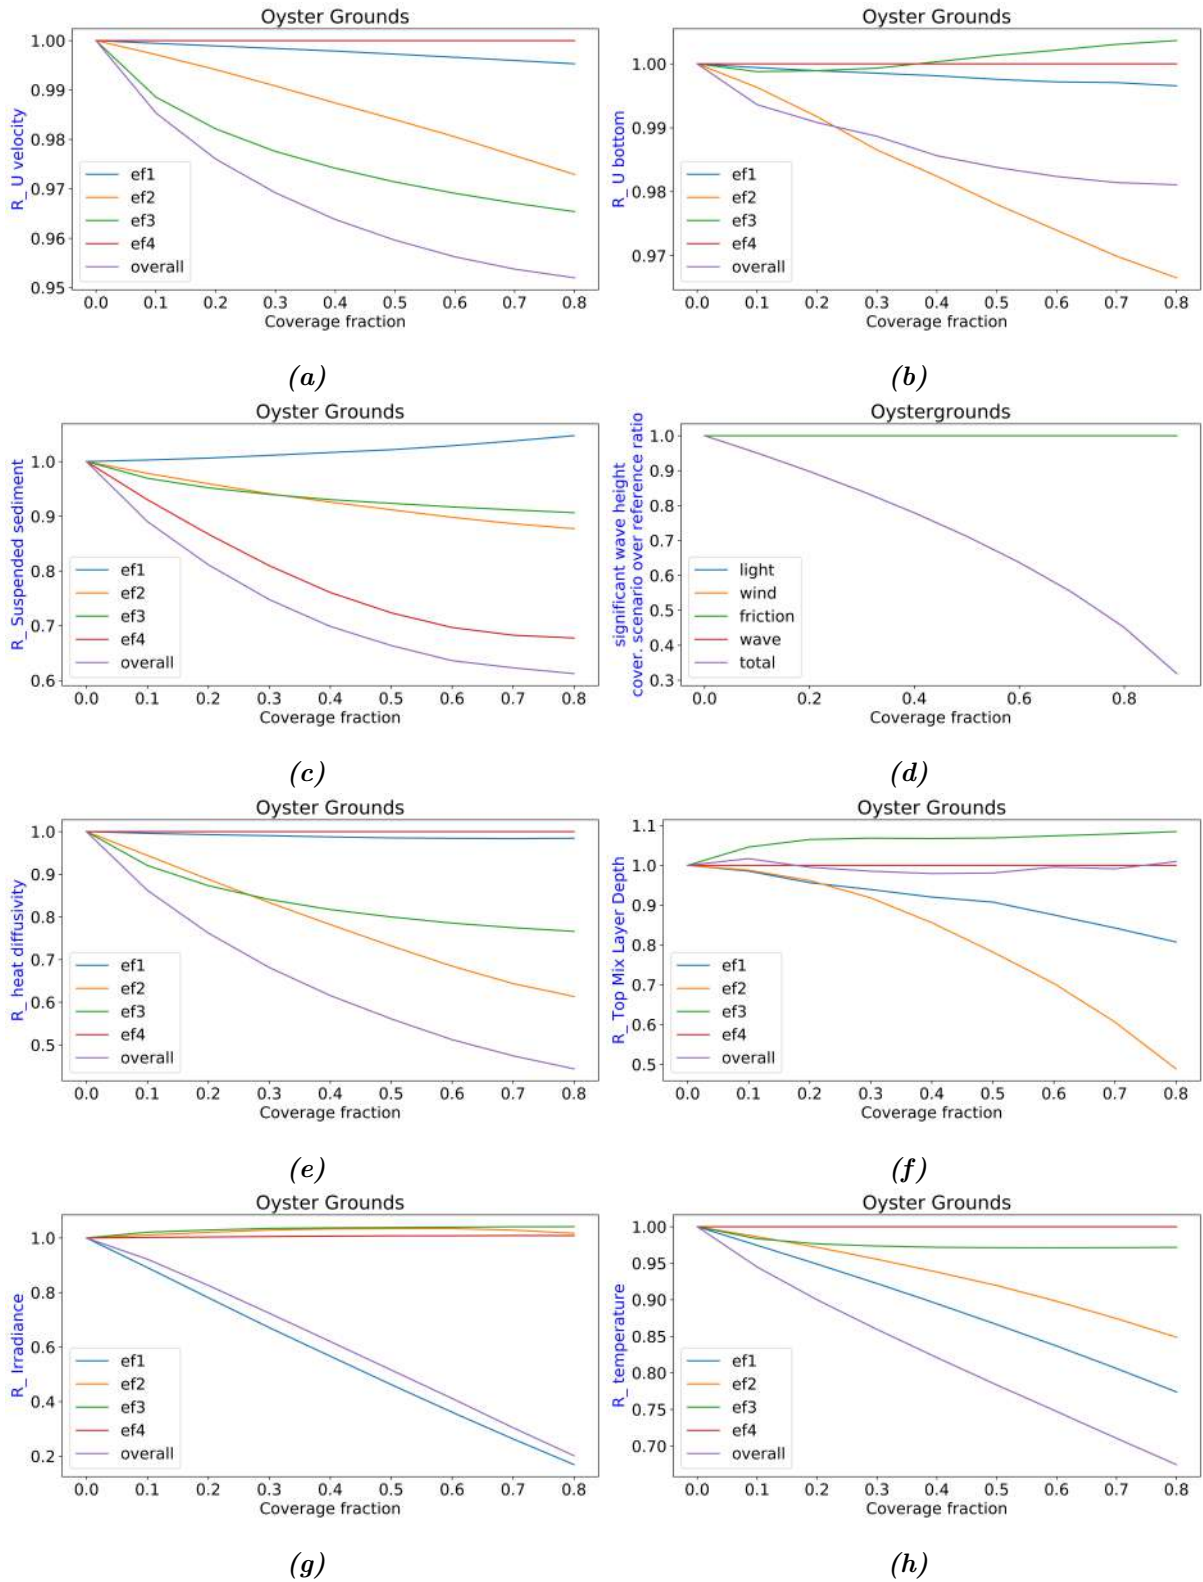 Oyster Grounds
R_ U velocity
1.00
0.99
0.98
0.97
0.96
0.95
ef1
ef2
ef3
ef4
overall
0.0 0.1 0.2 0.3 0.4 0.5 0.6 0.7 0.8
Coverage fraction
(a)
Oyster Grounds
R_ U bottom
1.00
0.99
0.98
0.97
ef1
ef2
ef3
ef4
overall
0.0 0.1 0.2 0.3 0.4 0.5 0.6 0.7 0.8
Coverage fraction
(b)
Oyster Grounds
R_ Suspended sediment
1.0
0.9
0.8
0.7
0.6
ef1
ef2
ef3
ef4
overall
0.0 0.1 0.2 0.3 0.4 0.5 0.6 0.7 0.8
Coverage fraction
(c)
Oystergrounds
significant wave height
cover. scenario over reference ratio
1.0
0.9
0.8
0.7
0.6
0.5
0.4
0.3
light
wind
friction
wave
total
0.0 0.2 0.4 0.6 0.8
Coverage fraction
(d)
Oyster Grounds
R_ heat diffusivity
1.0
0.9
0.8
0.7
0.6
0.5
ef1
ef2
ef3
ef4
overall
0.0 0.1 0.2 0.3 0.4 0.5 0.6 0.7 0.8
Coverage fraction
(e)
Oyster Grounds
R_ Top Mix Layer Depth
1.1
1.0
0.9
0.8
0.7
0.6
0.5
ef1
ef2
ef3
ef4
overall
0.0 0.1 0.2 0.3 0.4 0.5 0.6 0.7 0.8
Coverage fraction
(f)
Oyster Grounds
R_ Irradiance
1.0
0.8
0.6
0.4
0.2
ef1
ef2
ef3
ef4
overall
0.0 0.1 0.2 0.3 0.4 0.5 0.6 0.7 0.8
Coverage fraction
(g)
Oyster Grounds
R_ temperature
1.00
0.95
0.90
0.85
0.80
0.75
0.70
ef1
ef2
ef3
ef4
overall
0.0 0.1 0.2 0.3 0.4 0.5 0.6 0.7 0.8
Coverage fraction
(h)